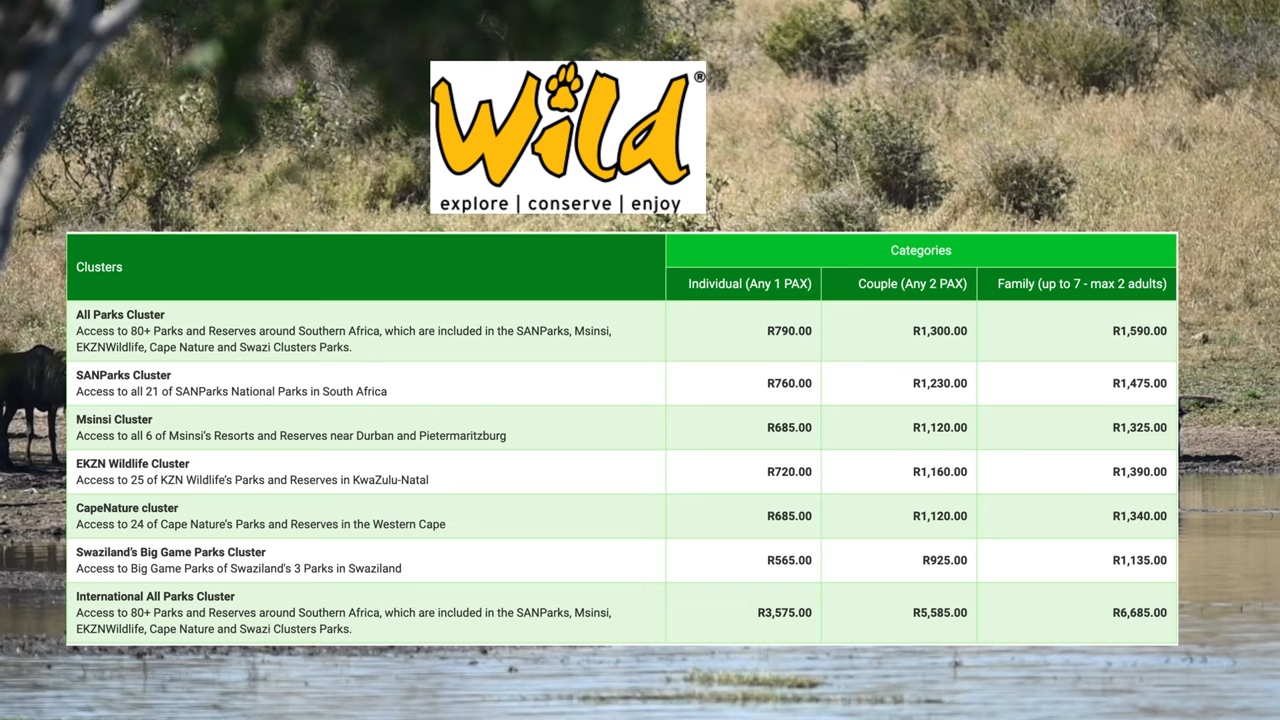 Wild®
explore | conserve | enjoy
Clusters
Categories
Individual (Any 1 PAX)
Couple (Any 2 PAX)
Family (up to 7 - max 2 adults)
All Parks Cluster
Access to 80+ Parks and Reserves around Southern Africa, which are included in the SANParks, Msinsi,
EKZNWildlife, Cape Nature and Swazi Clusters Parks.
R790.00
R1,300.00
R1,590.00
SANParks Cluster
Access to all 21 of SANParks National Parks in South Africa
R760.00
R1,230.00
R1,475.00
Msinsi Cluster
Access to all 6 of Msinsi’s Resorts and Reserves near Durban and Pietermaritzburg
R685.00
R1,120.00
R1,325.00
EKZN Wildlife Cluster
Access to 25 of KZN Wildlife’s Parks and Reserves in KwaZulu-Natal
R720.00
R1,160.00
R1,390.00
CapeNature cluster
Access to 24 of Cape Nature’s Parks and Reserves in the Western Cape
R685.00
R1,120.00
R1,340.00
Swaziland’s Big Game Parks Cluster
Access to Big Game Parks of Swaziland's 3 Parks in Swaziland
R565.00
R925.00
R1,135.00
International All Parks Cluster
Access to 80+ Parks and Reserves around Southern Africa, which are included in the SANParks, Msinsi,
EKZNWildlife, Cape Nature and Swazi Clusters Parks.
R3,575.00
R5,585.00
R6,685.00